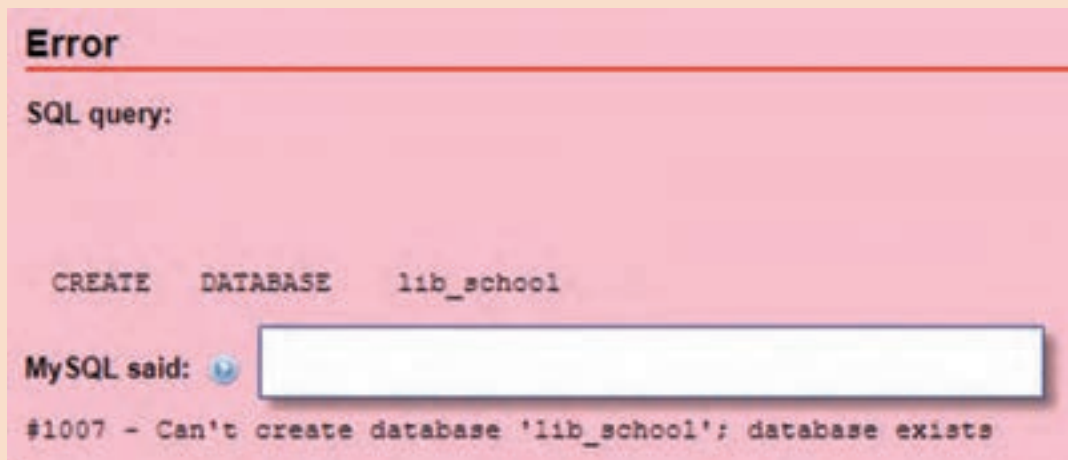 Error
SQL query:
CREATE DATABASE lib_school
MySQL said:
#1007 - Can't create database 'lib_school'; database exists